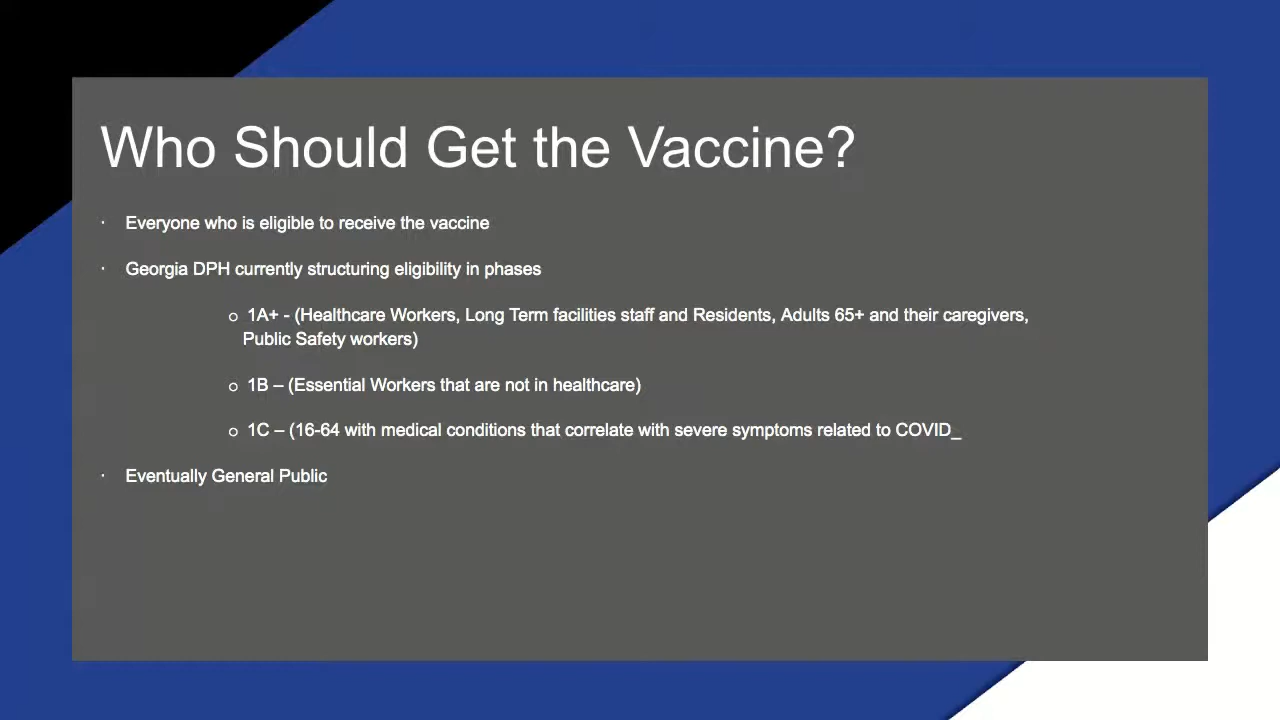 Who Should Get the Vaccine?
· Everyone who is eligible to receive the vaccine
· Georgia DPH currently structuring eligibility in phases
o 1A+ - (Healthcare Workers, Long Term facilities staff and Residents, Adults 65+ and their caregivers,
Public Safety workers)
o 1B – (Essential Workers that are not in healthcare)
o 1C – (16-64 with medical conditions that correlate with severe symptoms related to COVID_
· Eventually General Public